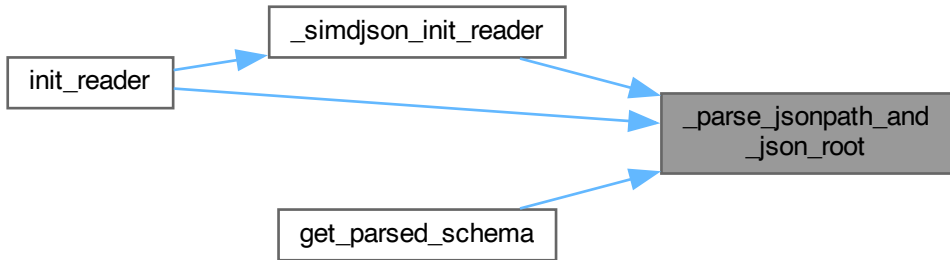 _simdjson_init_reader
init_reader
_parse_jsonpath_and
_json_root
get_parsed_schema